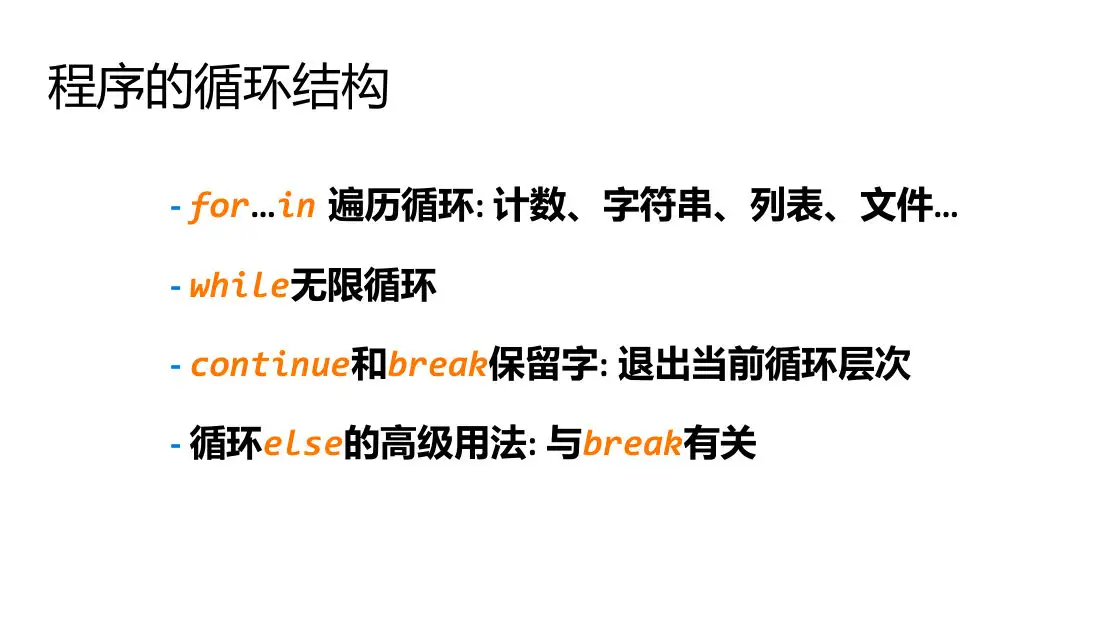 程序的循环结构
- for…in 遍历循环: 计数、字符串、列表、文件…
- while无限循环
- continue和break保留字: 退出当前循环层次
- 循环else的高级用法: 与break有关